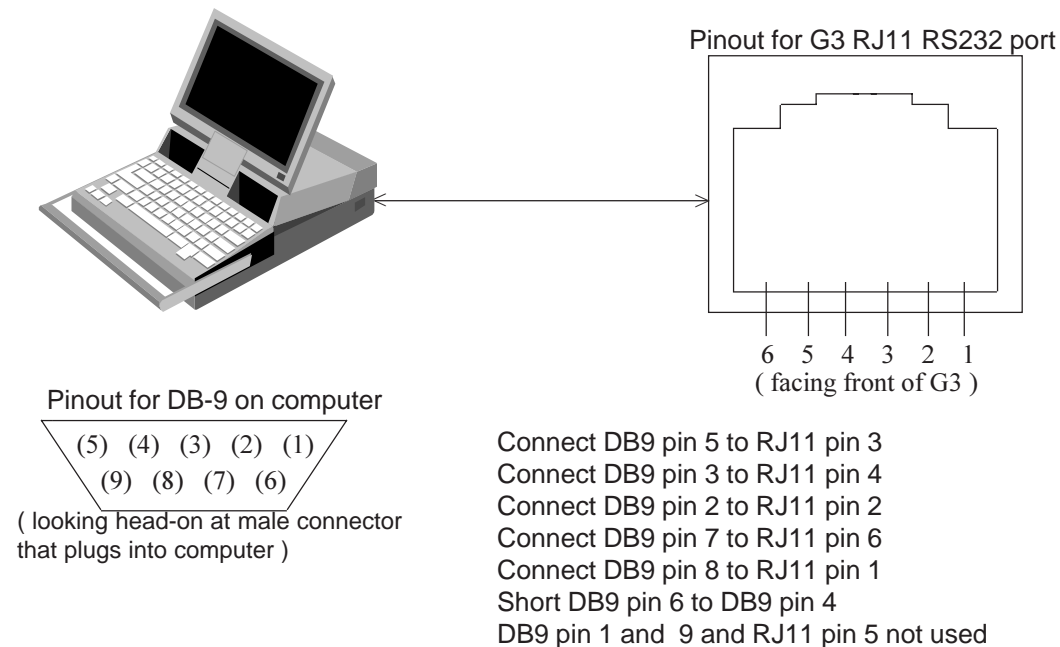 Pinout for G3 RJ11 RS232 port
6 5 4 3 2 1
( facing front of G3 )
Pinout for DB-9 on computer
(5) (4) (3) (2) (1)
(9) (8) (7) (6)
( looking head-on at male connector
that plugs into computer )
Connect DB9 pin 5 to RJ11 pin 3
Connect DB9 pin 3 to RJ11 pin 4
Connect DB9 pin 2 to RJ11 pin 2
Connect DB9 pin 7 to RJ11 pin 6
Connect DB9 pin 8 to RJ11 pin 1
Short DB9 pin 6 to DB9 pin 4
DB9 pin 1 and 9 and RJ11 pin 5 not used